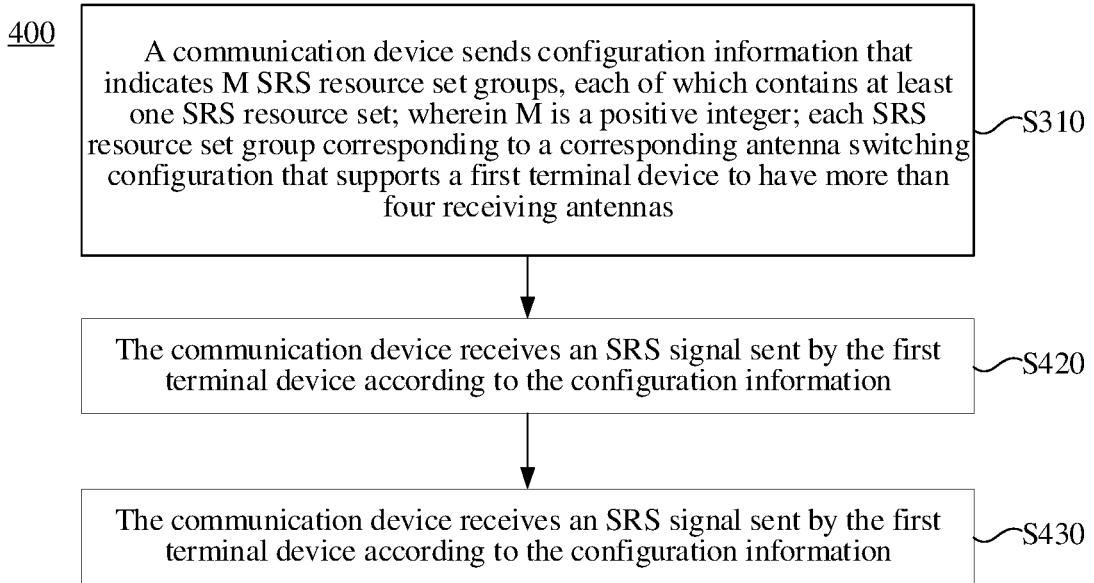 400
A communication device sends configuration information that
indicates M SRS resource set groups, each of which contains at least
one SRS resource set; wherein M is a positive integer; each SRS
resource set group corresponding to a corresponding antenna switching
configuration that supports a first terminal device to have more than
four receiving antennas
S310
The communication device receives an SRS signal sent by the first
terminal device according to the configuration information
S420
The communication device receives an SRS signal sent by the first
terminal device according to the configuration information
S430